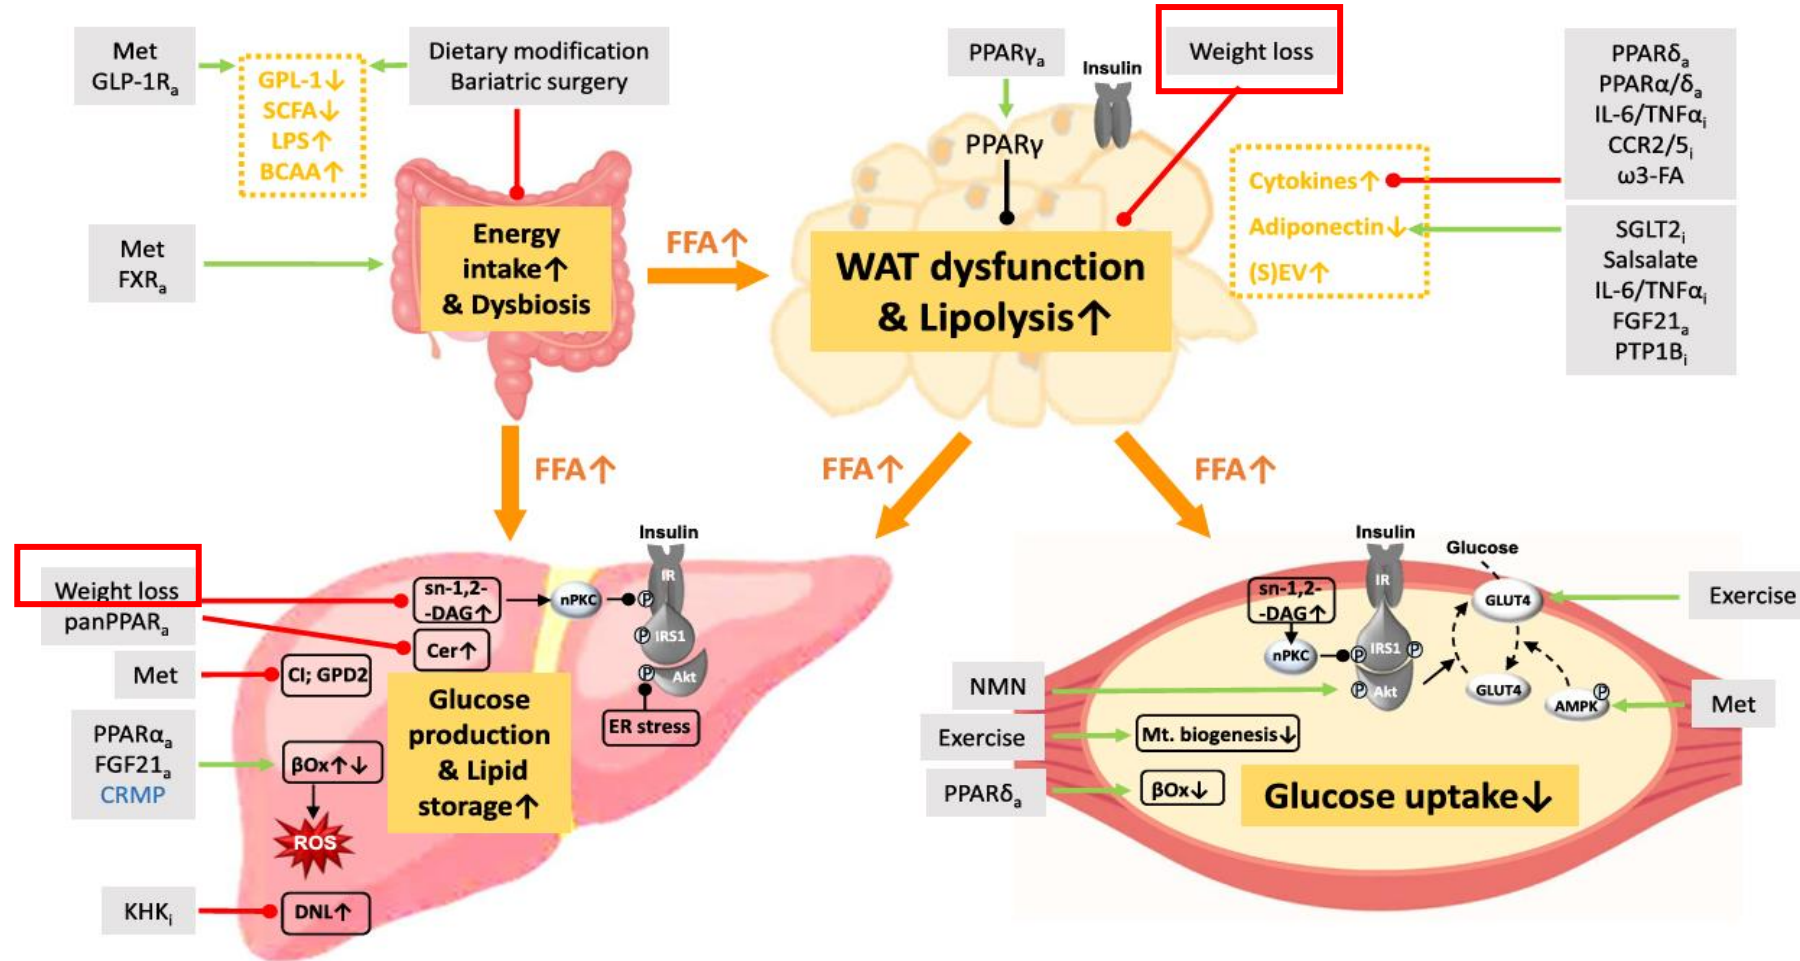 Met
GLP-1Rₐ
GPL-1↓
SCFA↓
LPS↑
BCAA↑
Dietary modification
Bariatric surgery
Met
FXRₐ
Energy
intake↑
& Dysbiosis
FFA↑
PPARγₐ
Insulin
PPARγ
Weight loss
WAT dysfunction
& Lipolysis↑
Cytokines↑
Adiponectin↓
(S)EV↑
PPARδₐ
PPARα/δₐ
IL-6/TNFαᵢ
CCR2/5ᵢ
ω3-FA
SGLT2ᵢ
Salsalate
IL-6/TNFαᵢ
FGF21ₐ
PTP1Bᵢ
FFA↑
FFA↑
FFA↑
Weight loss
panPPARₐ
Met
PPARαₐ
FGF21ₐ
CRMP
KHKᵢ
sn-1,2-
-DAG↑
nPKC
Cer↑
CI; GPD2
βOx↑↓
ROS
DNL↑
Glucose
production
& Lipid
storage↑
Insulin
IR
P
P
IRS1
P
Akt
ER stress
Insulin
IR
Glucose
GLUT4
Exercise
sn-1,2-
-DAG↑
nPKC
P
IRS1
P
P
Akt
GLUT4
AMPK
P
Met
NMN
Exercise
Mt. biogenesis↓
PPARδₐ
βOx↓
Glucose uptake↓